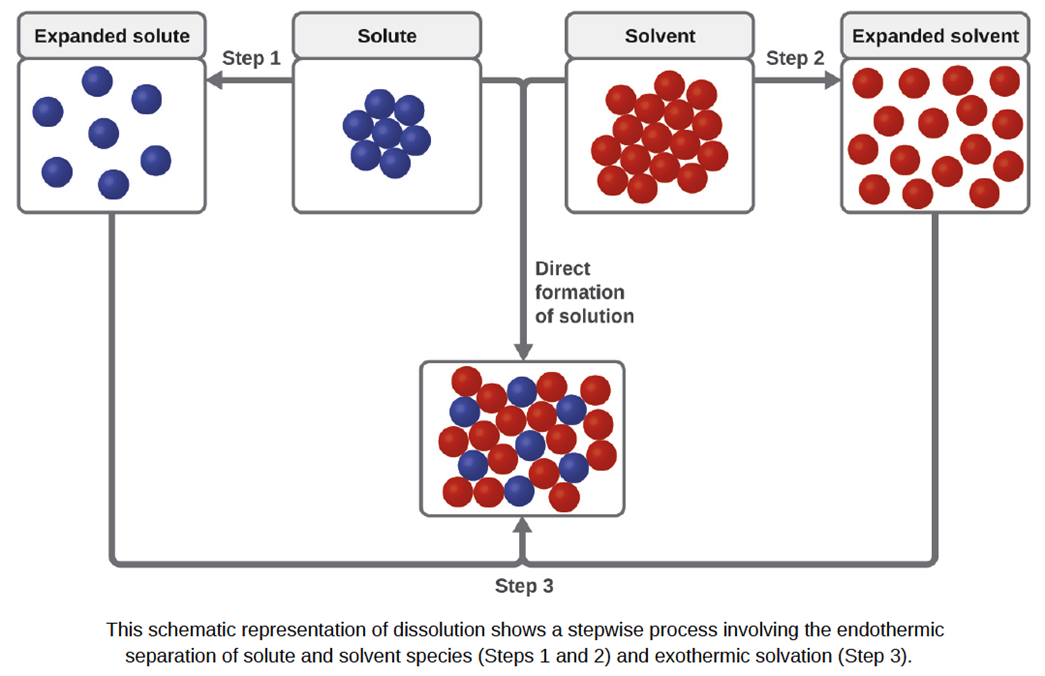 Expanded solute
Solute
Solvent
Expanded solvent
Step 1
Step 2
Direct
formation
of solution
Step 3
This schematic representation of dissolution shows a stepwise process involving the endothermic
separation of solute and solvent species (Steps 1 and 2) and exothermic solvation (Step 3).